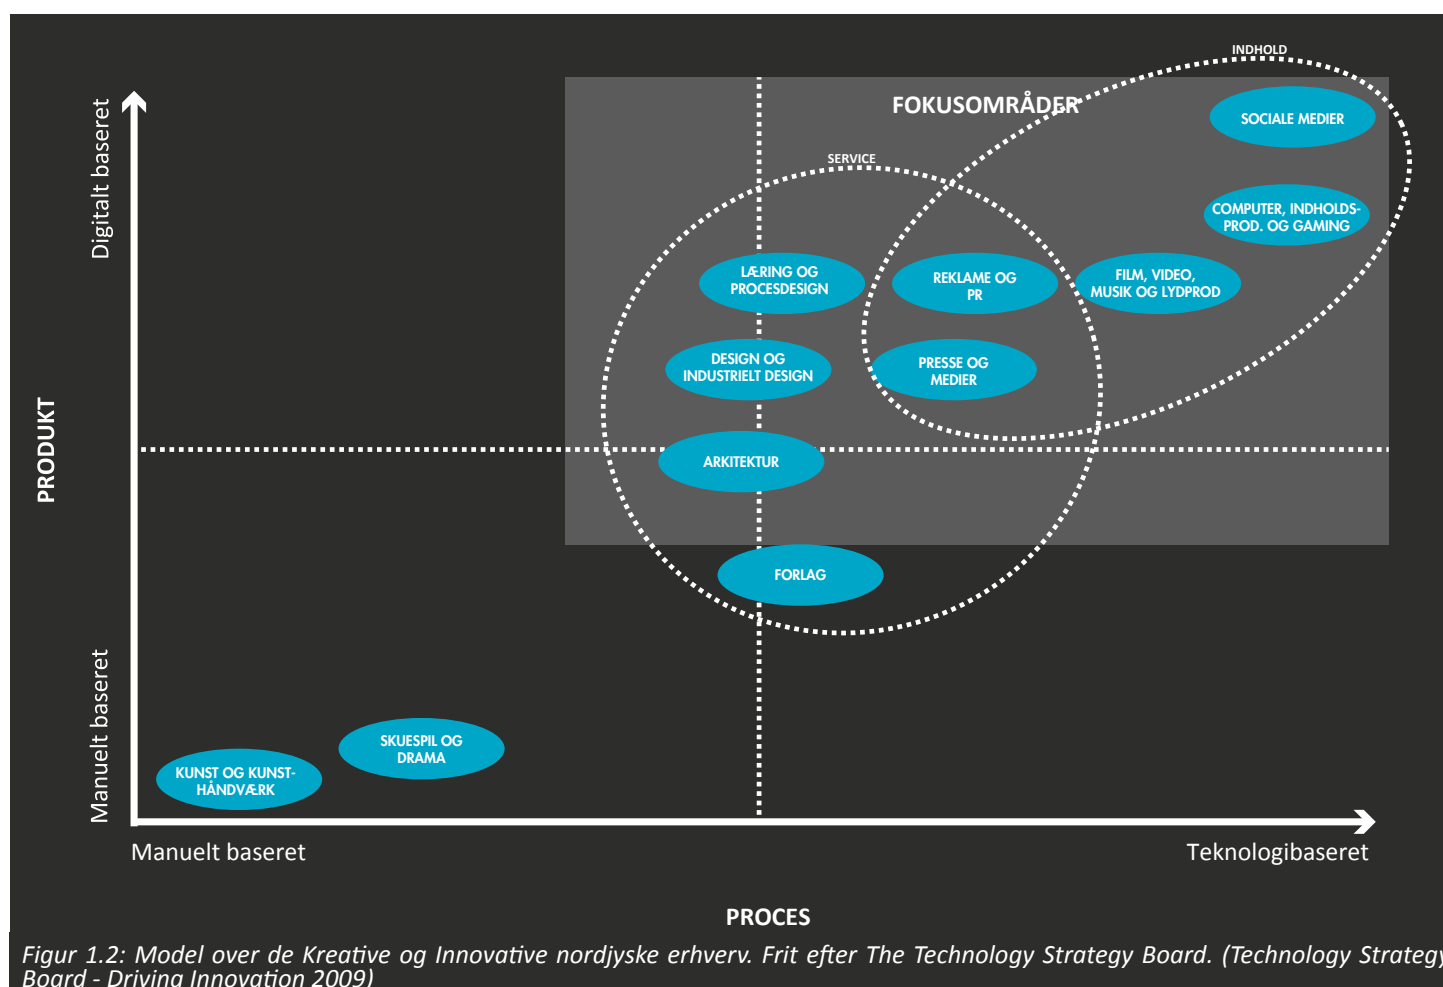 INDHOLD
FOKUSOMRÅDER
SOCIALE MEDIER
SERVICE
COMPUTER, INDHOLDS-
PROD. OG GAMING
LÆRING OG
PROCESDESIGN
REKLAME OG
PR
FILM, VIDEO,
MUSIK OG LYDPROD
DESIGN OG
INDUSTRIELT DESIGN
PRESSE OG
MEDIER
ARKITEKTUR
FORLAG
SKUESPIL OG
DRAMA
KUNST OG KUNST-
HÅNDVÆRK
Digitalt baseret
PRODUKT
Manuelt baseret
Manuelt baseret
Teknologibaseret
PROCES
Figur 1.2: Model over de Kreative og Innovative nordjyske erhverv. Frit efter The Technology Strategy Board. (Technology Strategy
Board - Driving Innovation 2009)